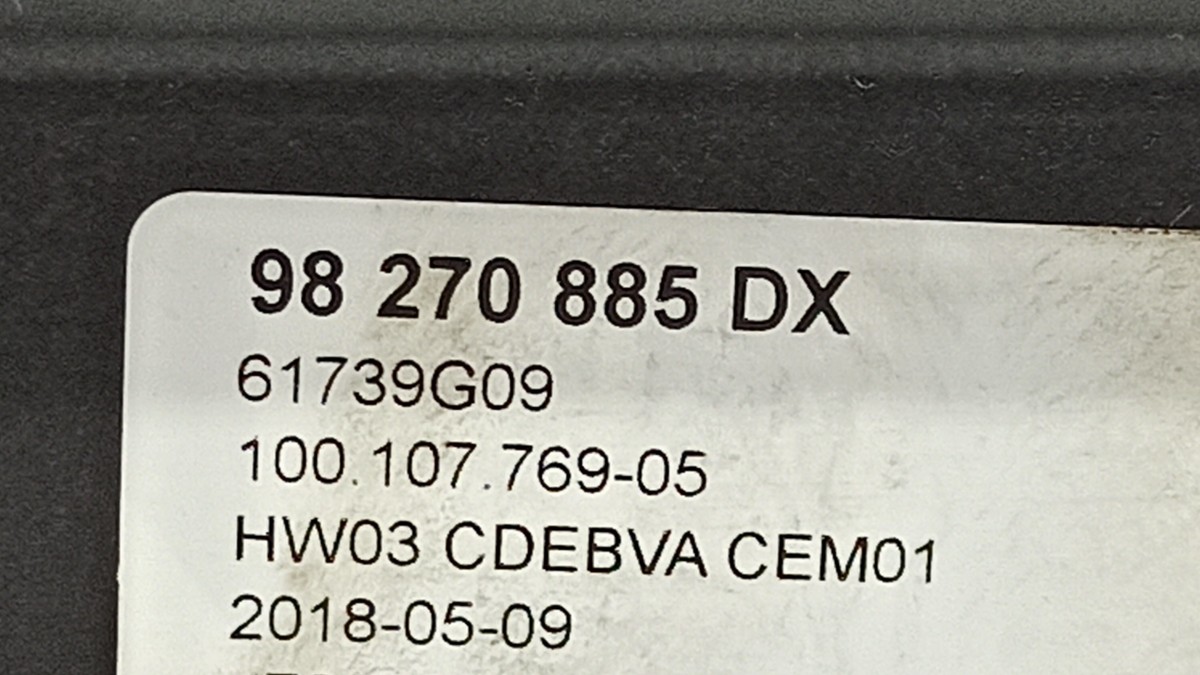 98 270 885 DX
61739G09
100.107.769-05
HW03 CDEBVA CEM01
2018-05-09